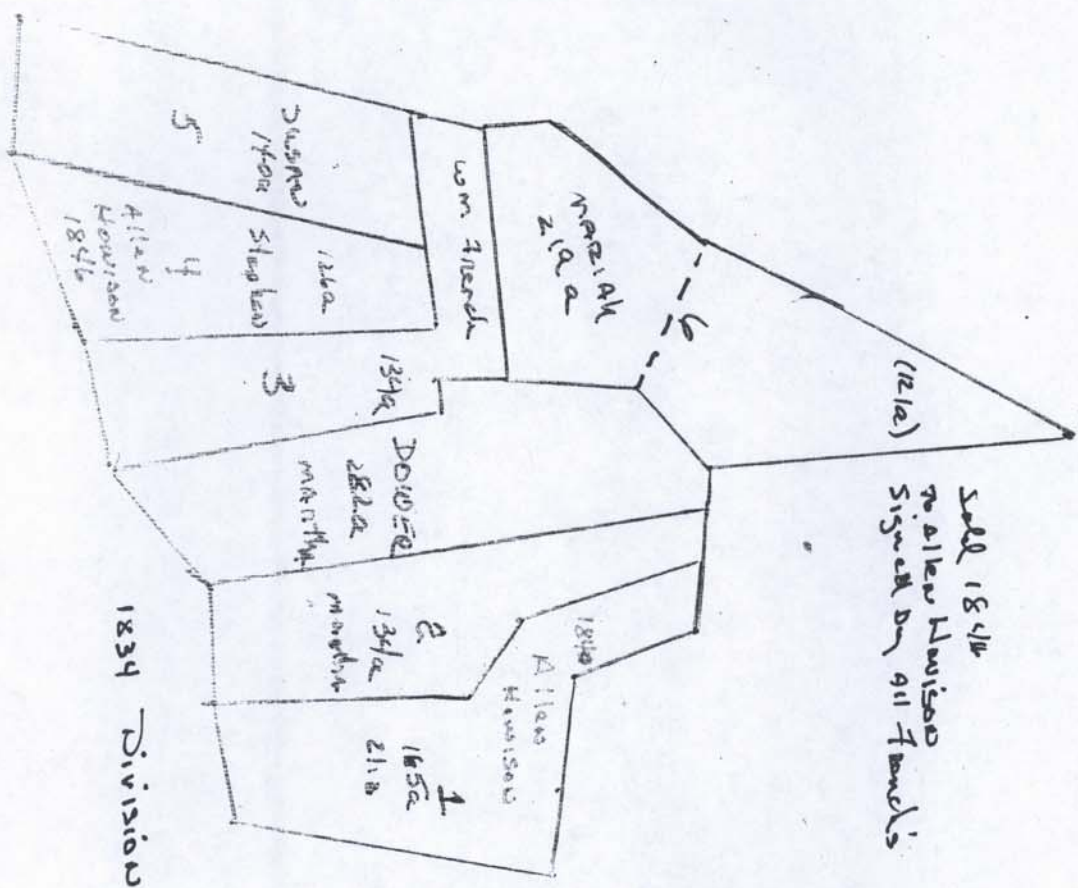 Sold 1846
To Allen Howison
Signed By All French's
(121a)
6
MARIAH
21a a
Wm. French
Susan
140a
5
126a
Stephen
4
Allen
Howison
1846
134a
3
DOWER
282a
Martha
2
134a
Martha
1840
Allen
Howison
1
165a
211a
1834 Division